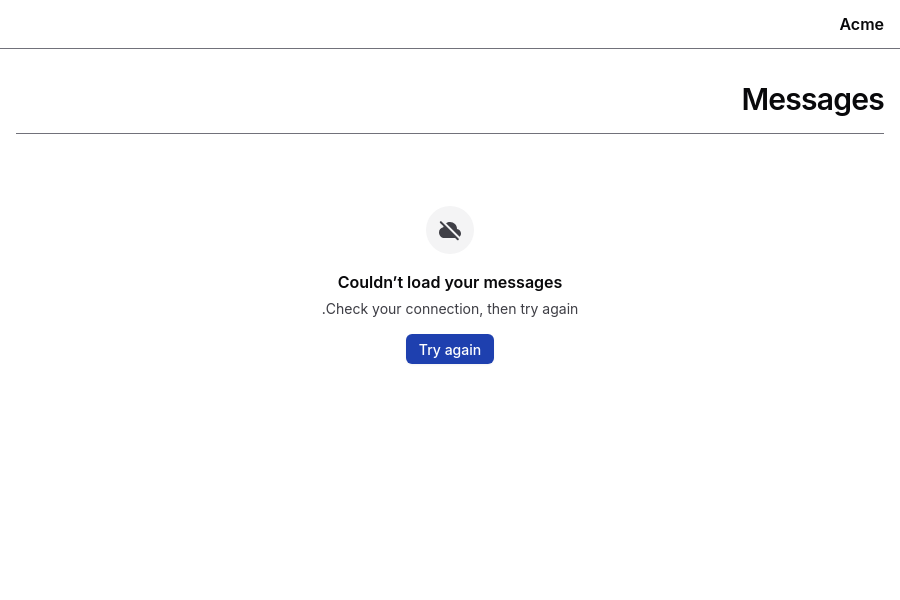 Acme
Messages
Couldn’t load your messages
.Check your connection, then try again
Try again